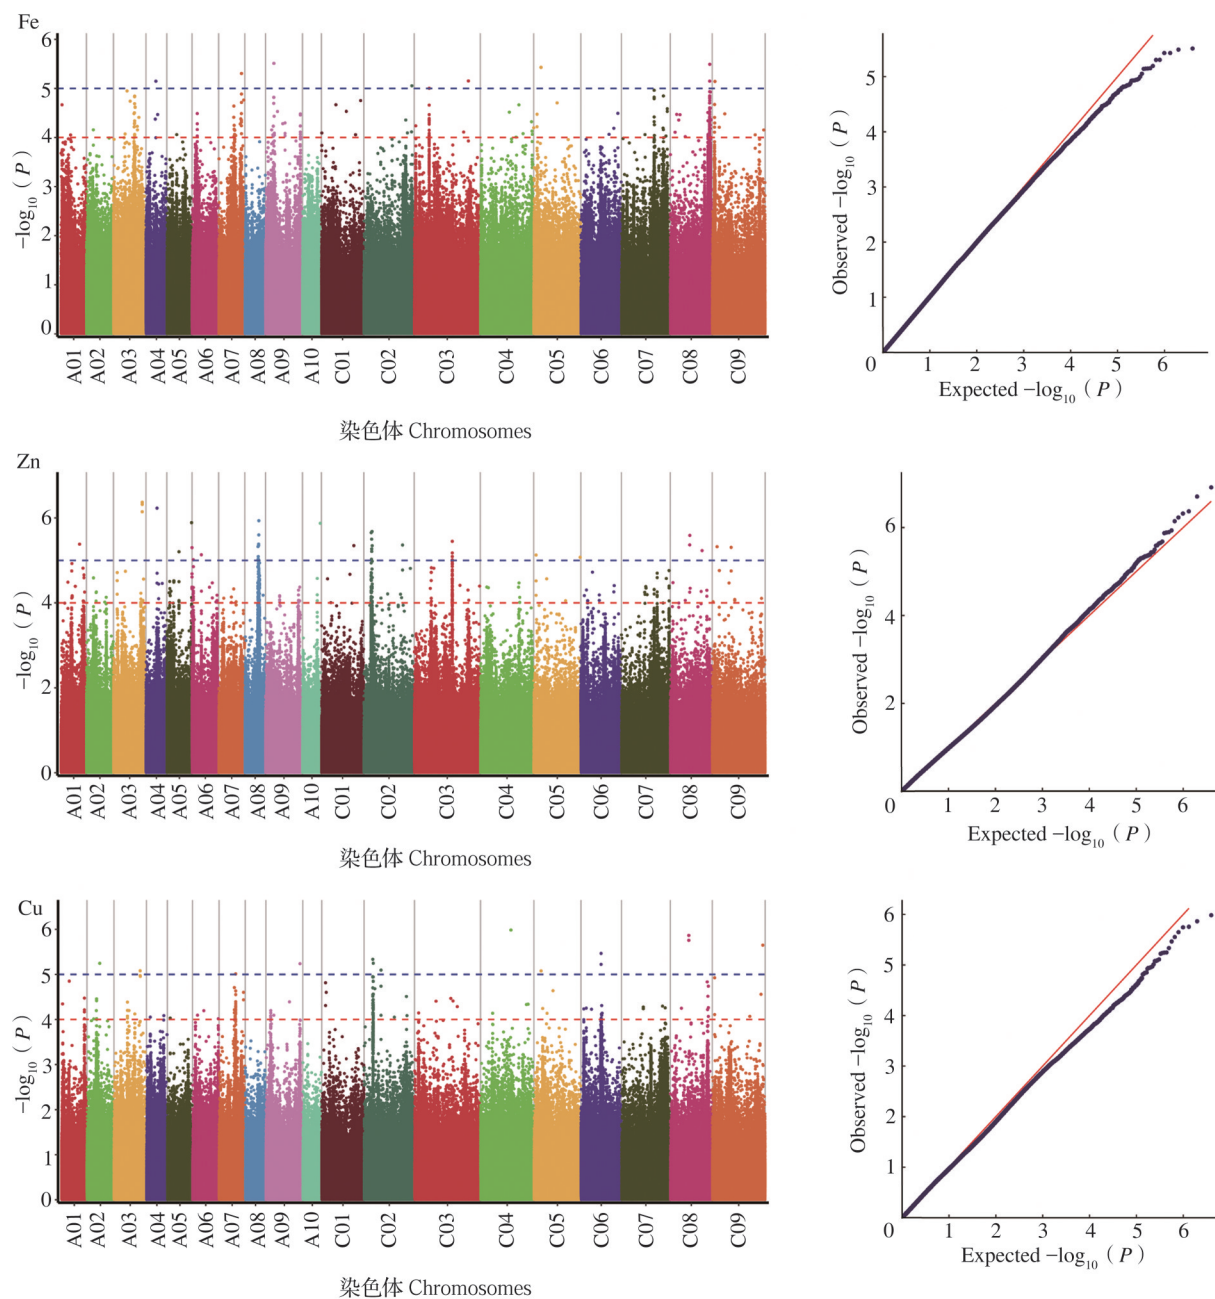 Fe
6
5
4
3
2
1
0
−log₁₀（P）
A01 A02 A03 A04 A05 A06 A07 A08 A09 A10 C01 C02 C03 C04 C05 C06 C07 C08 C09
染色体 Chromosomes
5
4
3
2
1
0
Observed −log₁₀（P）
1 2 3 4 5 6
Expected −log₁₀（P）
Zn
6
5
4
2
0
−log₁₀（P）
A01 A02 A03 A04 A05 A06 A07 A08 A09 A10 C01 C02 C03 C04 C05 C06 C07 C08 C09
染色体 Chromosomes
6
4
2
0
Observed −log₁₀（P）
1 2 3 4 5 6
Expected −log₁₀（P）
Cu
6
5
4
3
2
1
0
−log₁₀（P）
A01 A02 A03 A04 A05 A06 A07 A08 A09 A10 C01 C02 C03 C04 C05 C06 C07 C08 C09
染色体 Chromosomes
6
5
4
3
2
1
0
Observed −log₁₀（P）
1 2 3 4 5 6
Expected −log₁₀（P）